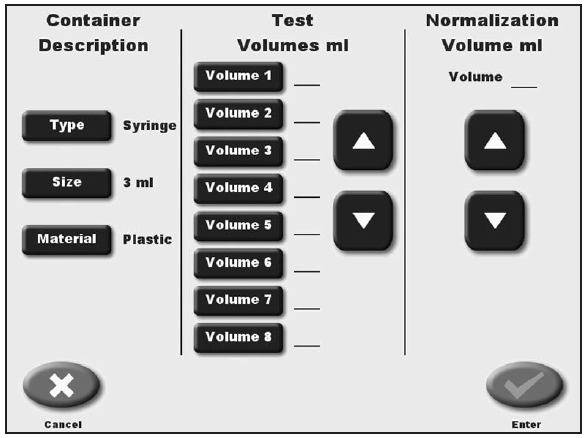 Container
Description
Type Syringe
Size 3 ml
Material Plastic
Test
Volumes ml
Volume 1
Volume 2
Volume 3
Volume 4
Volume 5
Volume 6
Volume 7
Volume 8
Normalization
Volume ml
Volume
Cancel
Enter